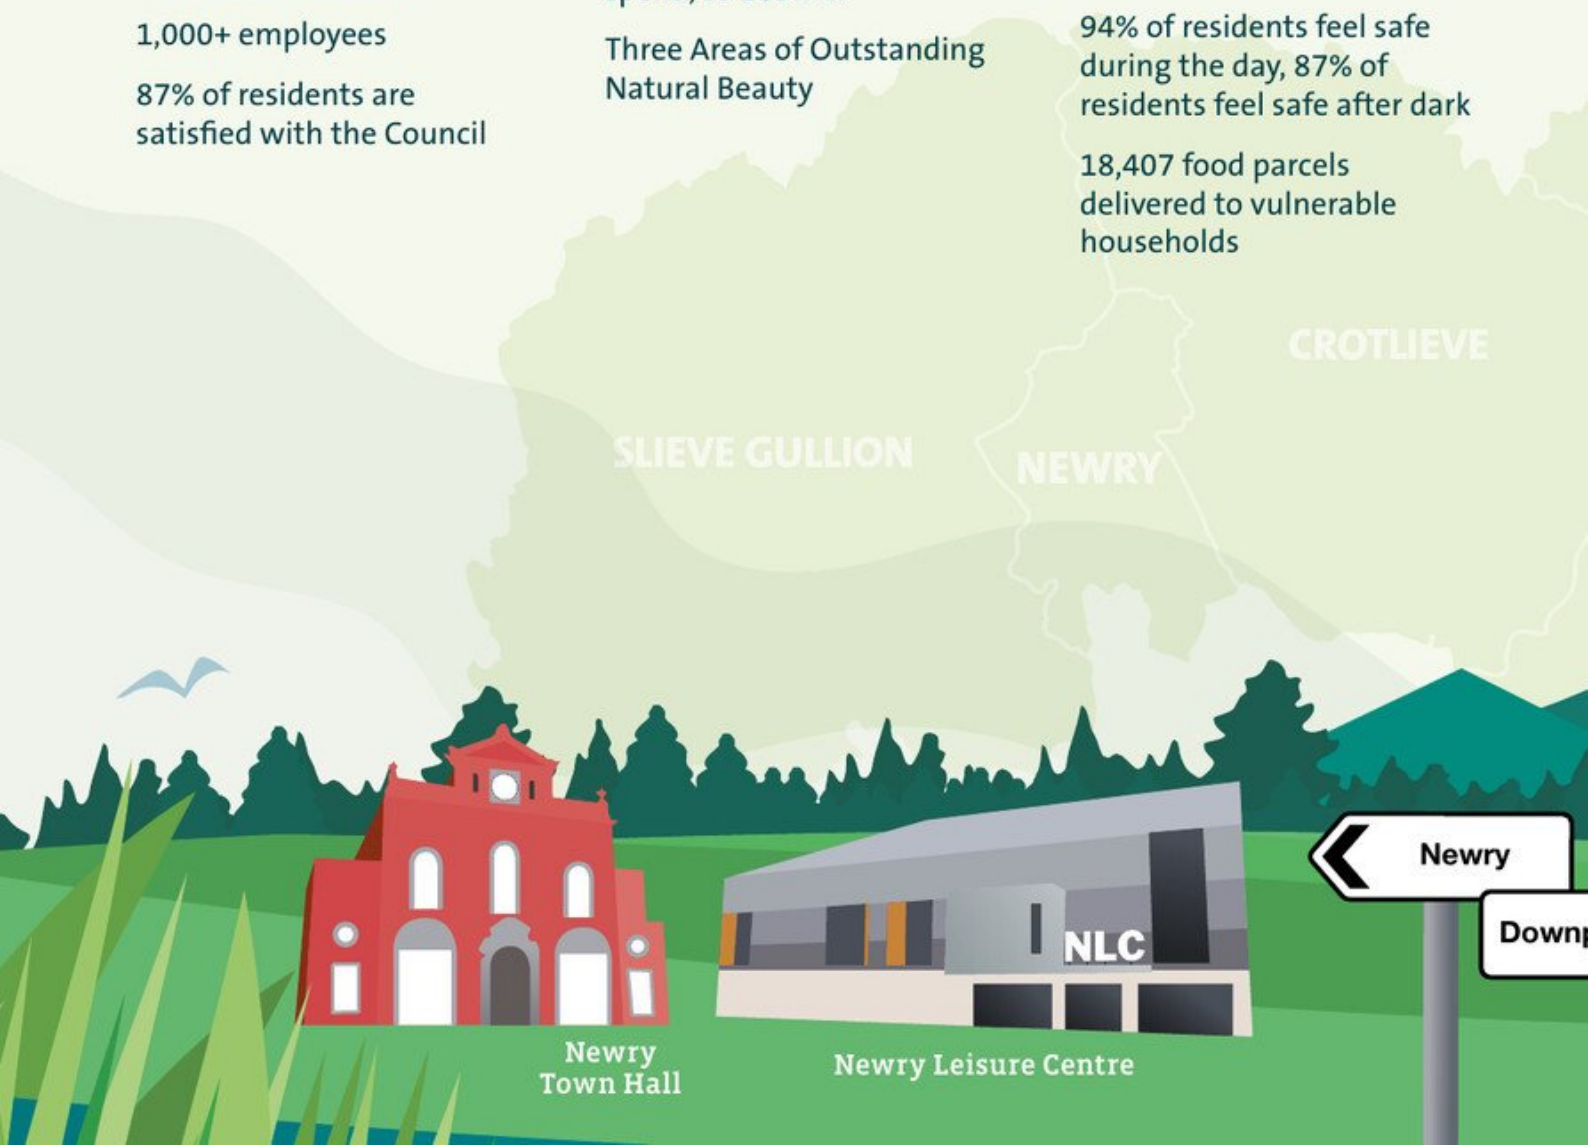 1,000+ employees
87% of residents are
satisfied with the Council
Three Areas of Outstanding
Natural Beauty
94% of residents feel safe
during the day, 87% of
residents feel safe after dark
18,407 food parcels
delivered to vulnerable
households
CROTLIEVE
SLIEVE GULLION
NEWRY
Newry
NLC
Newry
Town Hall
Newry Leisure Centre